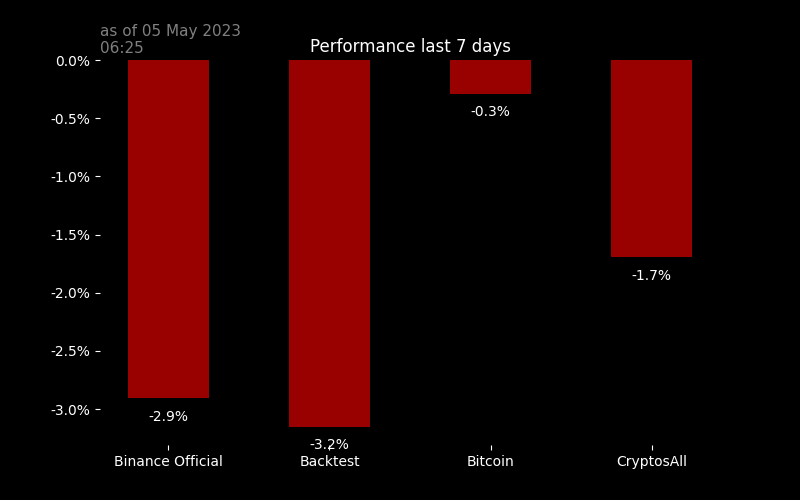 as of 05 May 2023
06:25
Performance last 7 days
0.0%
-0.5%
-1.0%
-1.5%
-2.0%
-2.5%
-3.0%
-2.9%
-3.2%
-0.3%
-1.7%
Binance Official
Backtest
Bitcoin
CryptosAll